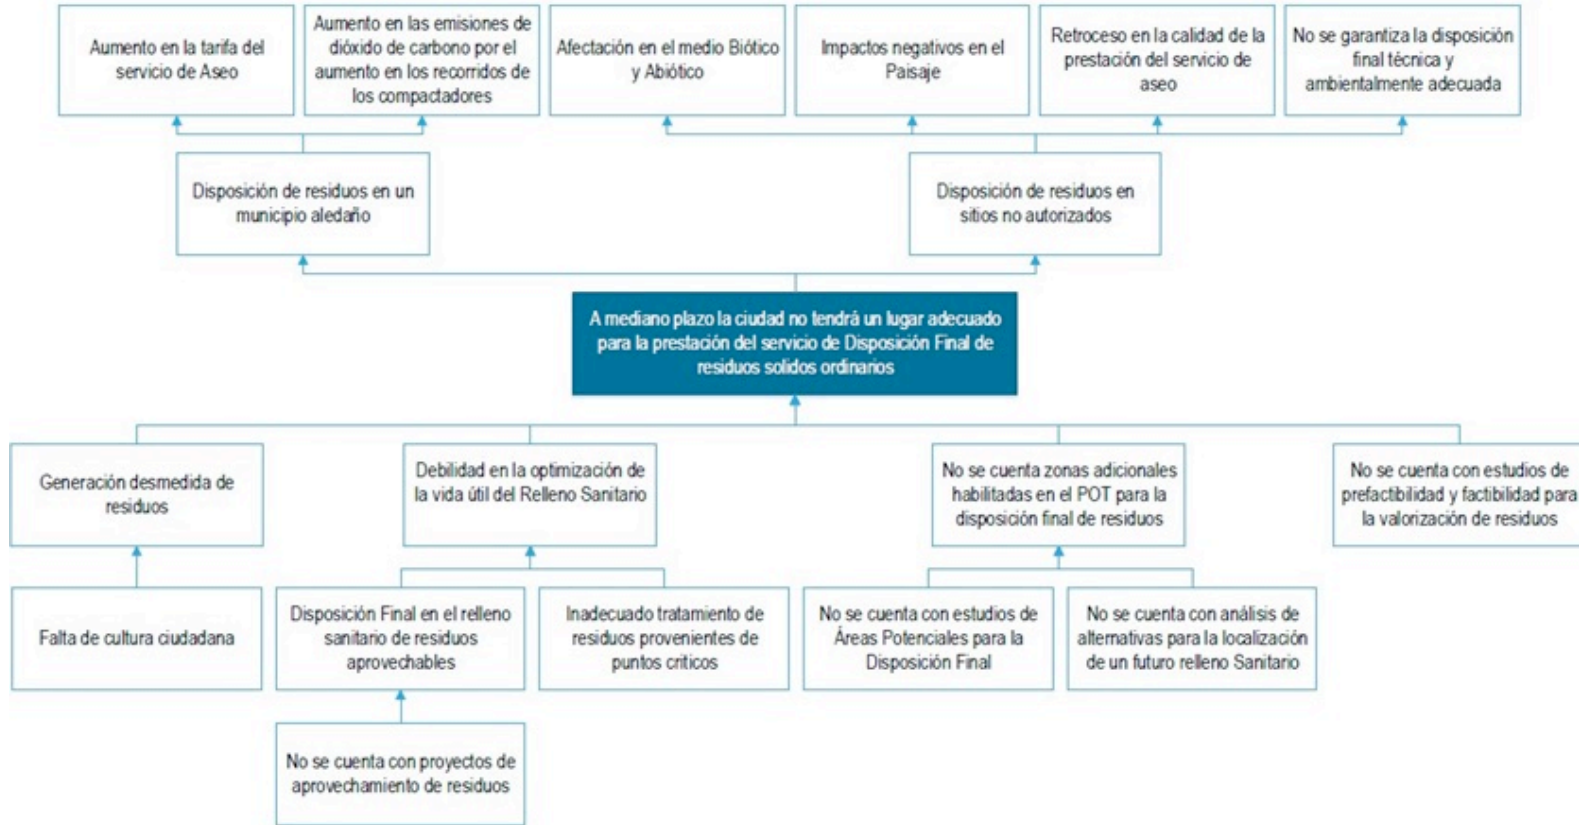 Aumento en la tarifa del
servicio de Aseo
Aumento en las emisiones de
dióxido de carbono por el
aumento en los recorridos de
los compactadores
Afectación en el medio Biótico
y Abiótico
Impactos negativos en el
Paisaje
Retroceso en la calidad de la
prestación del servicio de
aseo
No se garantiza la disposición
final técnica y
ambientalmente adecuada
Disposición de residuos en un
municipio aledaño
Disposición de residuos en
sitios no autorizados
A mediano plazo la ciudad no tendrá un lugar adecuado
para la prestación del servicio de Disposición Final de
residuos solidos ordinarios
Generación desmedida de
residuos
Debilidad en la optimización de
la vida útil del Relleno Sanitario
No se cuenta zonas adicionales
habilitadas en el POT para la
disposición final de residuos
No se cuenta con estudios de
prefactibilidad y factibilidad para
la valorización de residuos
Falta de cultura ciudadana
Disposición Final en el relleno
sanitario de residuos
aprovechables
Inadecuado tratamiento de
residuos provenientes de
puntos criticos
No se cuenta con estudios de
Áreas Potenciales para la
Disposición Final
No se cuenta con análisis de
alternativas para la localización
de un futuro relleno Sanitario
No se cuenta con proyectos de
aprovechamiento de residuos